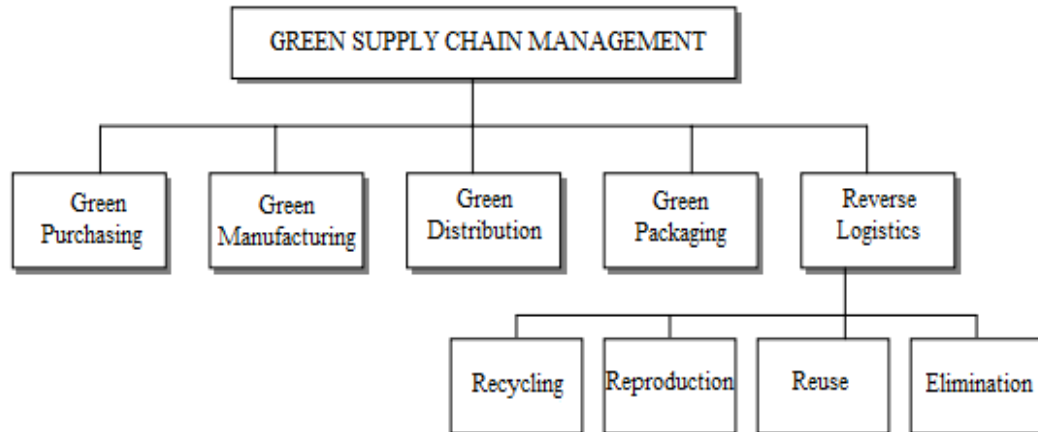 GREEN SUPPLY CHAIN MANAGEMENT
Green
Purchasing
Green
Manufacturing
Green
Distribution
Green
Packaging
Reverse
Logistics
Recycling
Reproduction
Reuse
Elimination